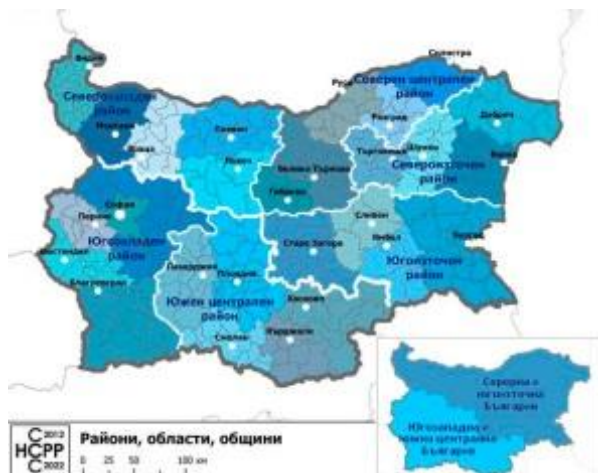 Видин
Силистра
Северен централен
район
Русе
Северозападен
район
Монтана
Разград
Добрич
Враца
Плевен
Търговище
Шумен
Варна
Ловеч
Велико Търново
Североизточен
район
Габрово
София
Перник
Сливен
Югозападен
район
Кюстендил
Стара Загора
Ямбол
Бургас
Югоизточен
район
Благоевград
Пазарджик
Пловдив
Хасково
Южен централен
район
Кърджали
Смолян
Северна и
югоизточна
България
Югозападна и
южна централна
България
2012
НСРР
2022
Райони, области, общини
0 25 50 100 км